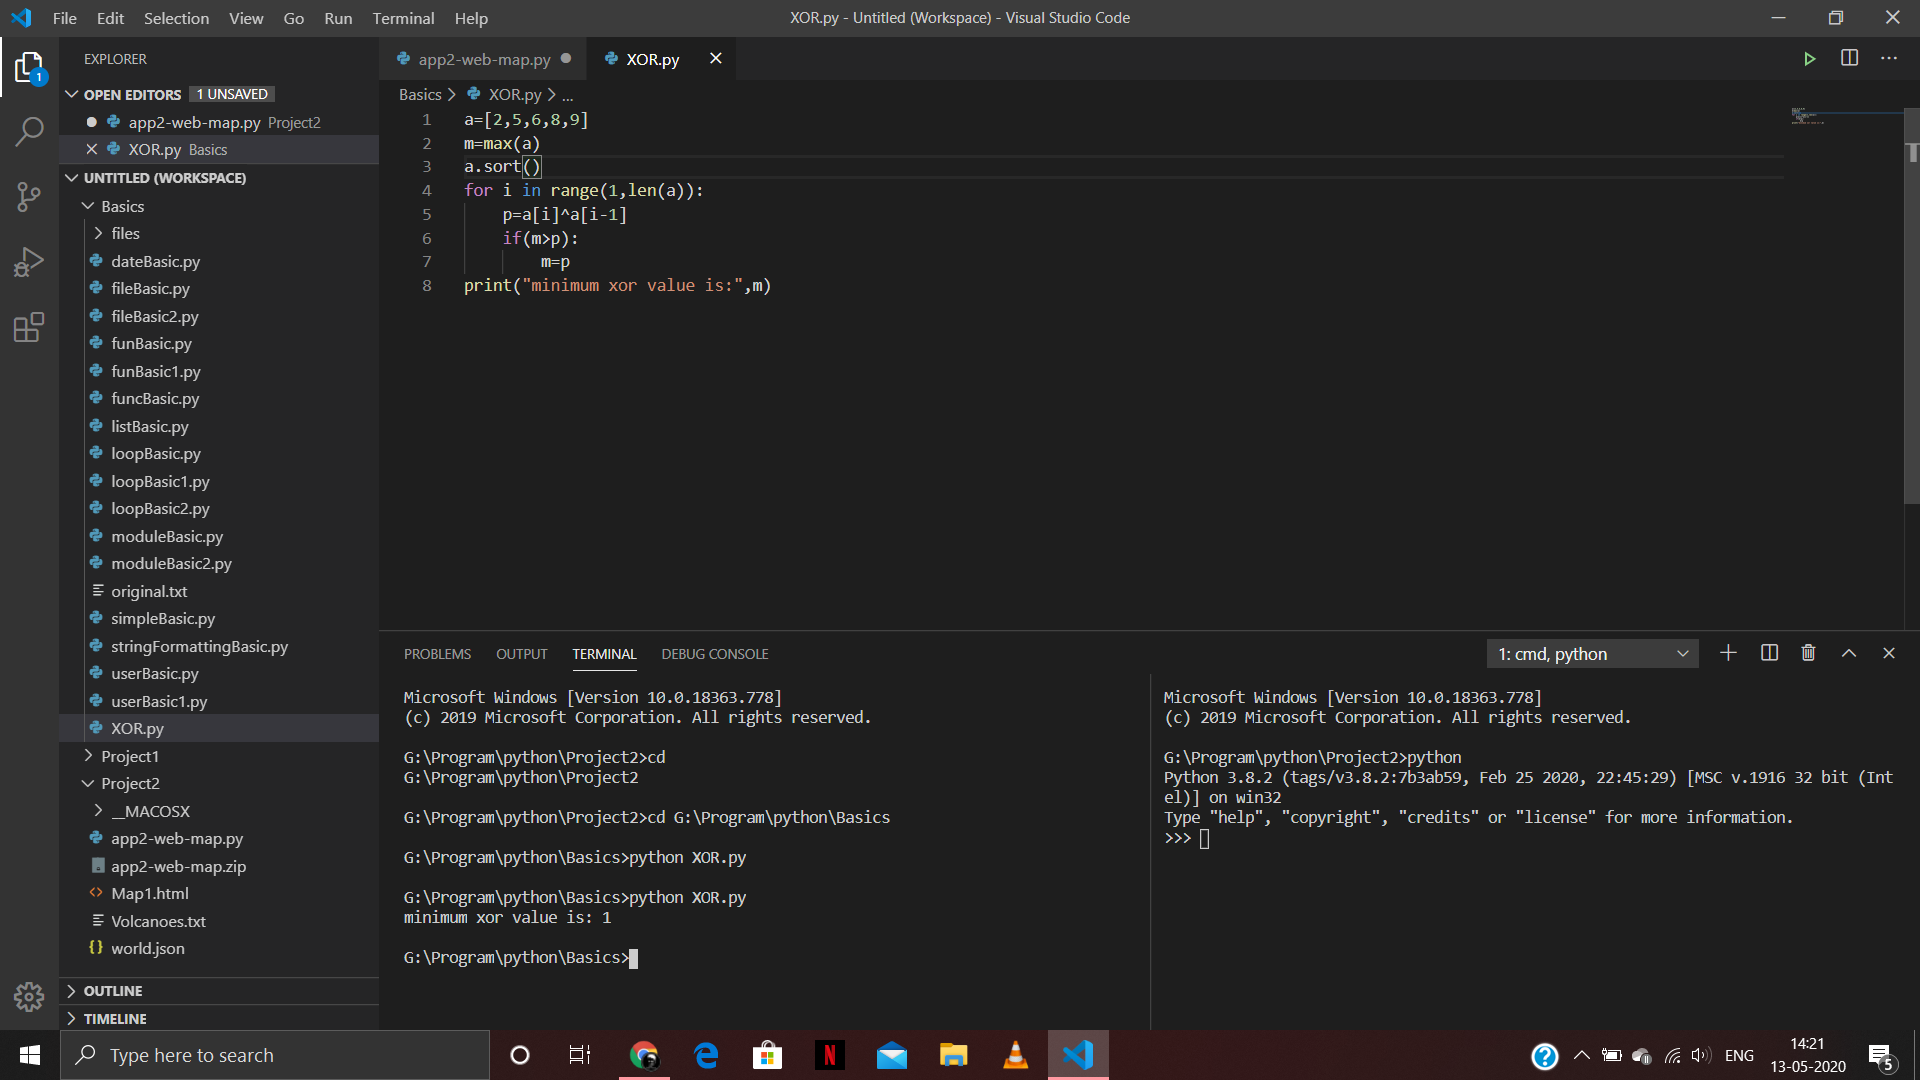 File Edit Selection View Go Run Terminal Help
XOR.py - Untitled (Workspace) - Visual Studio Code
EXPLORER
OPEN EDITORS 1 UNSAVED
app2-web-map.py Project2
XOR.py Basics
UNTITLED (WORKSPACE)
Basics
files
dateBasic.py
fileBasic.py
fileBasic2.py
funBasic.py
funBasic1.py
funcBasic.py
listBasic.py
loopBasic.py
loopBasic1.py
loopBasic2.py
moduleBasic.py
moduleBasic2.py
original.txt
simpleBasic.py
stringFormattingBasic.py
userBasic.py
userBasic1.py
XOR.py
Project1
Project2
__MACOSX
app2-web-map.py
app2-web-map.zip
Map1.html
Volcanoes.txt
world.json
OUTLINE
TIMELINE
1
app2-web-map.py
XOR.py
Basics > XOR.py > ...
1 a=[2,5,6,8,9]
2 m=max(a)
3 a.sort()
4 for i in range(1,len(a)):
5 p=a[i]^a[i-1]
6 if(m>p):
7 m=p
8 print("minimum xor value is:",m)
PROBLEMS OUTPUT TERMINAL DEBUG CONSOLE
1: cmd, python
Microsoft Windows [Version 10.0.18363.778]
(c) 2019 Microsoft Corporation. All rights reserved.
G:\Program\python\Project2>cd
G:\Program\python\Project2
G:\Program\python\Project2>cd G:\Program\python\Basics
G:\Program\python\Basics>python XOR.py
G:\Program\python\Basics>python XOR.py
minimum xor value is: 1
G:\Program\python\Basics>
Microsoft Windows [Version 10.0.18363.778]
(c) 2019 Microsoft Corporation. All rights reserved.
G:\Program\python\Project2>python
Python 3.8.2 (tags/v3.8.2:7b3ab59, Feb 25 2020, 22:45:29) [MSC v.1916 32 bit (Int
el)] on win32
Type "help", "copyright", "credits" or "license" for more information.
>>>
Type here to search
N
ENG
14:21
13-05-2020
5